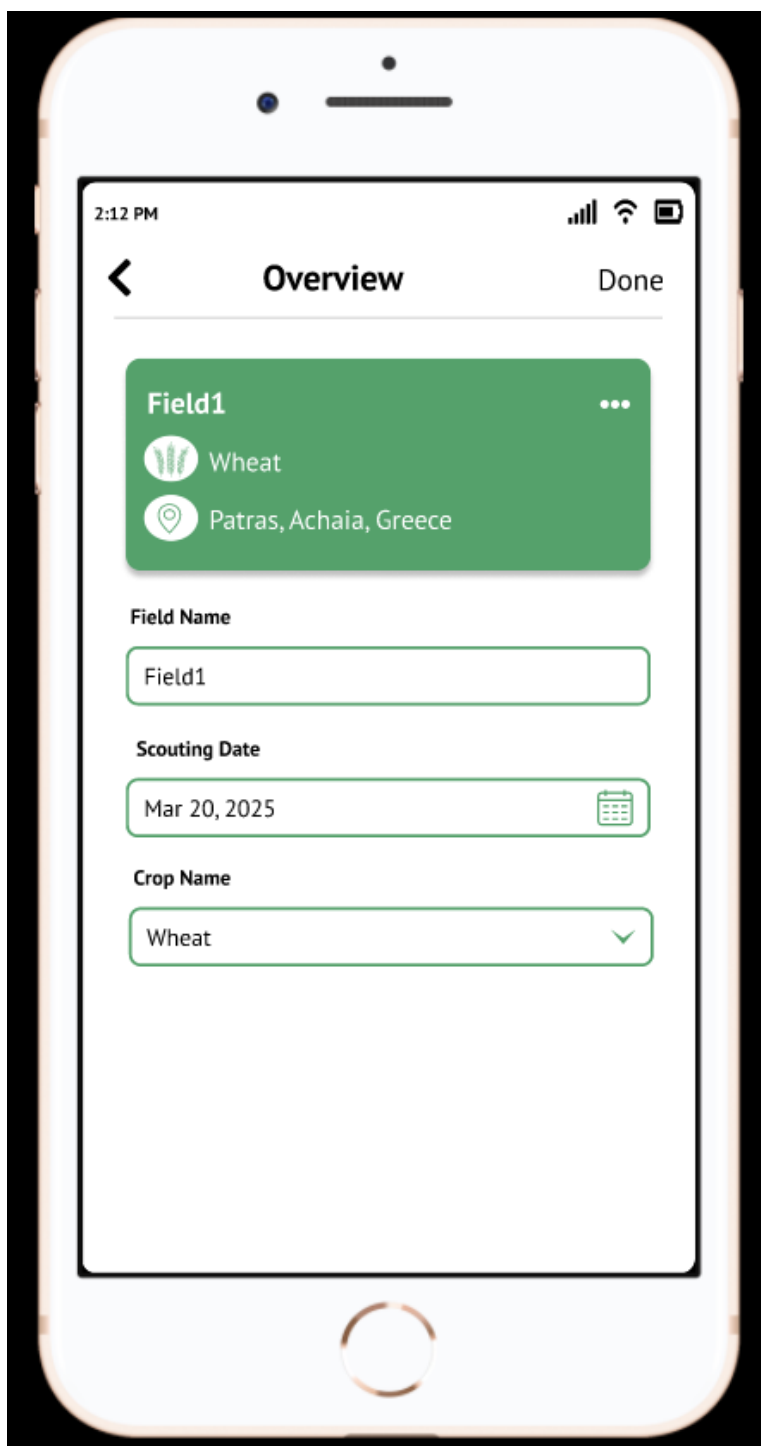 2:12 PM
Overview
Done
Field1
Wheat
Patras, Achaia, Greece
Field Name
Field1
Scouting Date
Mar 20, 2025
Crop Name
Wheat